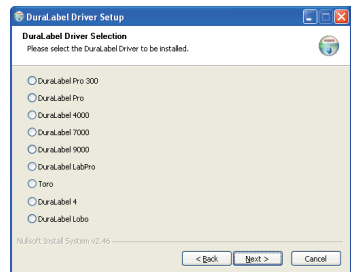 DuraLabel Driver Setup
DuraLabel Driver Selection
Please select the DuraLabel Driver to be installed.
DuraLabel Pro 300
DuraLabel Pro
DuraLabel 4000
DuraLabel 7000
DuraLabel 9000
DuraLabel LabPro
Toro
DuraLabel 4
DuraLabel Lobo
Nullsoft Install System v2.46
< Back Next > Cancel